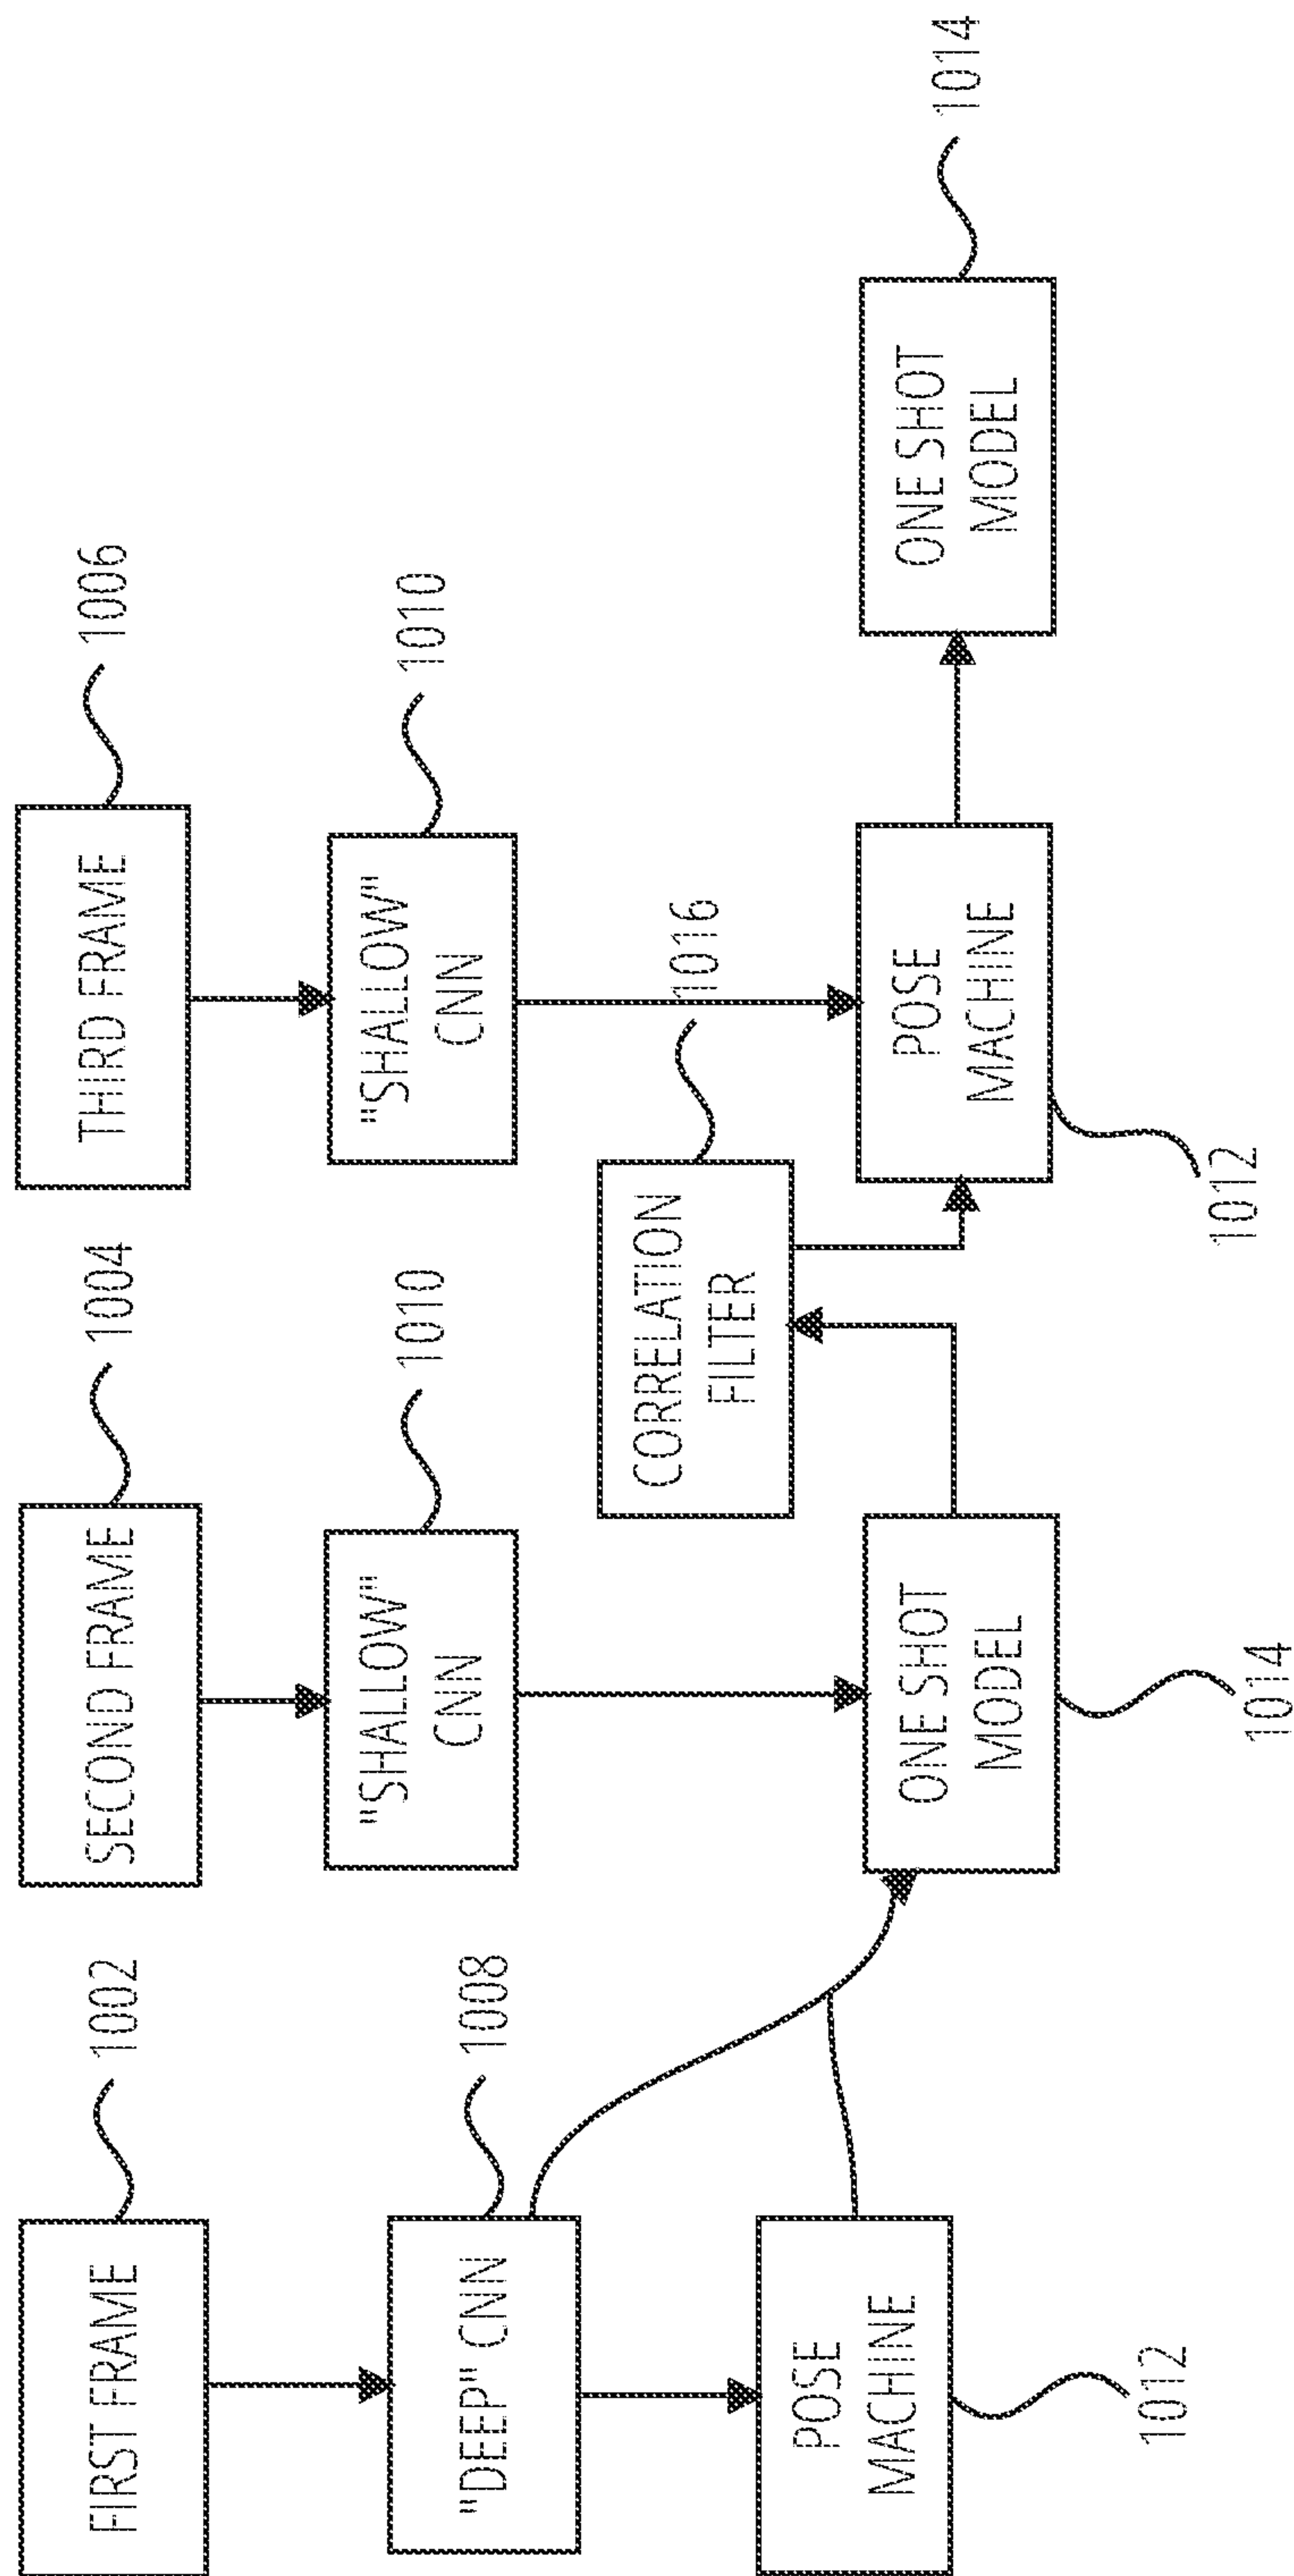 FIRST FRAME
1002
SECOND FRAME
1004
THIRD FRAME
1006
"DEEP" CNN
1008
"SHALLOW"
CNN
1010
"SHALLOW"
CNN
1010
CORRELATION
FILTER
1016
POSE
MACHINE
1012
ONE SHOT
MODEL
1014
POSE
MACHINE
1012
ONE SHOT
MODEL
1014